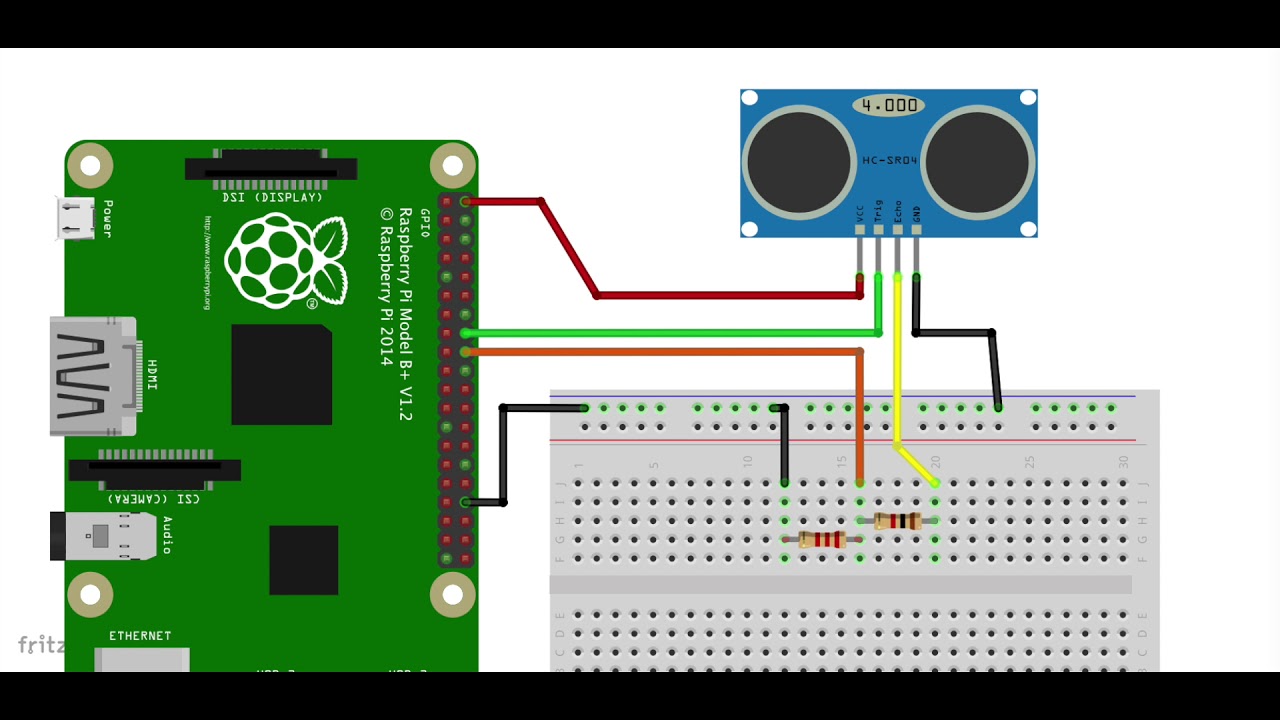 4.000
HC-SR04
VCC
Trig
Echo
GND
DSI (DISPLAY)
Power
http://www.raspberrypi.org
TM
GPIO
Raspberry Pi Model B+ V1.2
© Raspberry Pi 2014
HDMI
CSI (CAMERA)
Audio
ETHERNET
fritz
1 5 10 15 20 25 30
J J
I I
H H
G G
F F
E E
D D
C C